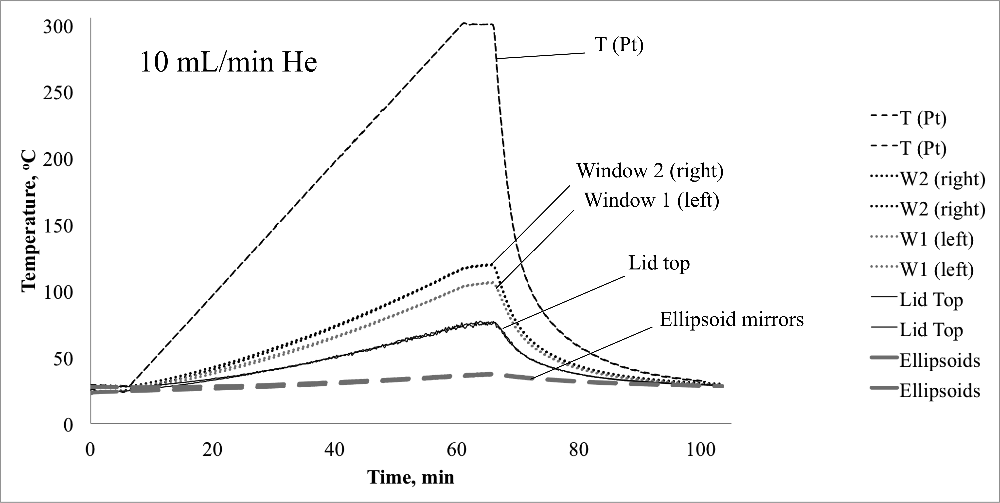 300
250
200
150
100
50
0
Temperature, oC
10 mL/min He
T (Pt)
Window 2 (right)
Window 1 (left)
Lid top
Ellipsoid mirrors
0 20 40 60 80 100
Time, min
T (Pt)
T (Pt)
W2 (right)
W2 (right)
W1 (left)
W1 (left)
Lid Top
Lid Top
Ellipsoids
Ellipsoids